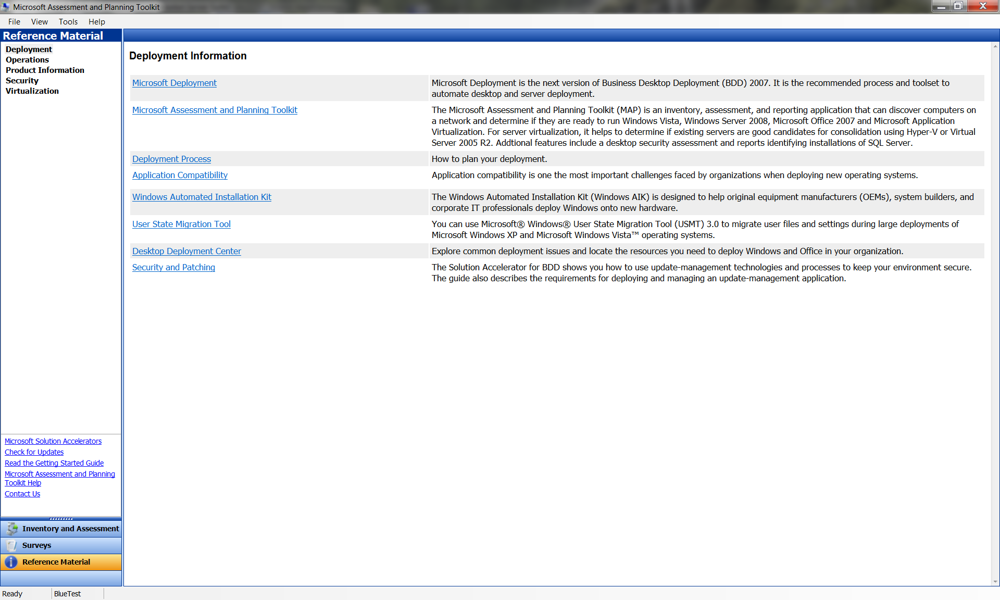 Microsoft Assessment and Planning Toolkit
File View Tools Help
Reference Material
Deployment
Operations
Product Information
Security
Virtualization
Deployment Information
Microsoft Deployment
Microsoft Deployment is the next version of Business Desktop Deployment (BDD) 2007. It is the recommended process and toolset to
automate desktop and server deployment.
Microsoft Assessment and Planning Toolkit
The Microsoft Assessment and Planning Toolkit (MAP) is an inventory, assessment, and reporting application that can discover computers on
a network and determine if they are ready to run Windows Vista, Windows Server 2008, Microsoft Office 2007 and Microsoft Application
Virtualization. For server virtualization, it helps to determine if existing servers are good candidates for consolidation using Hyper-V or Virtual
Server 2005 R2. Addtional features include a desktop security assessment and reports identifying installations of SQL Server.
Deployment Process
How to plan your deployment.
Application Compatibility
Application compatibility is one the most important challenges faced by organizations when deploying new operating systems.
Windows Automated Installation Kit
The Windows Automated Installation Kit (Windows AIK) is designed to help original equipment manufacturers (OEMs), system builders, and
corporate IT professionals deploy Windows onto new hardware.
User State Migration Tool
You can use Microsoft® Windows® User State Migration Tool (USMT) 3.0 to migrate user files and settings during large deployments of
Microsoft Windows XP and Microsoft Windows Vista™ operating systems.
Desktop Deployment Center
Explore common deployment issues and locate the resources you need to deploy Windows and Office in your organization.
Security and Patching
The Solution Accelerator for BDD shows you how to use update-management technologies and processes to keep your environment secure.
The guide also describes the requirements for deploying and managing an update-management application.
Microsoft Solution Accelerators
Check for Updates
Read the Getting Started Guide
Microsoft Assessment and Planning
Toolkit Help
Contact Us
Inventory and Assessment
Surveys
Reference Material
Ready BlueTest